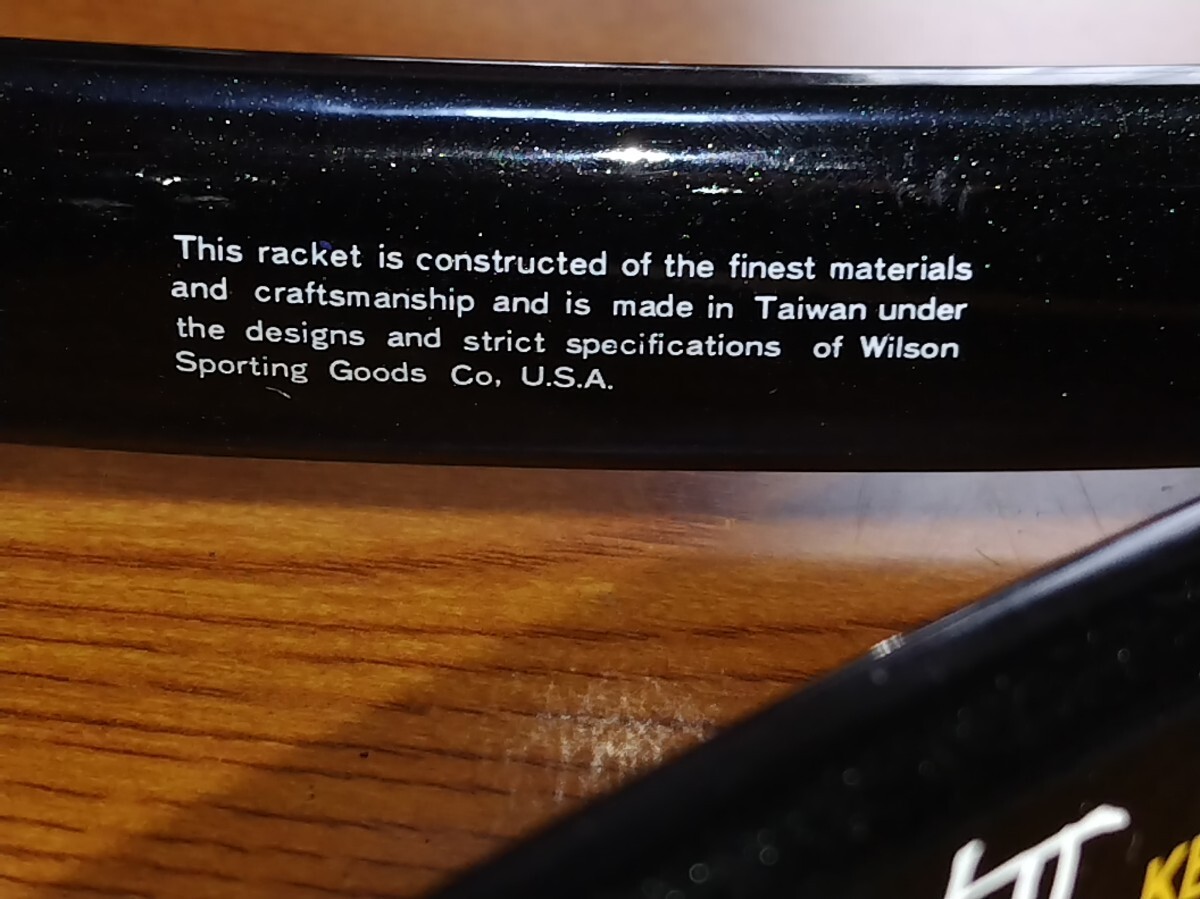 This racket is constructed of the finest materials
and craftsmanship and is made in Taiwan under
the designs and strict specifications of Wilson
Sporting Goods Co, U.S.A.